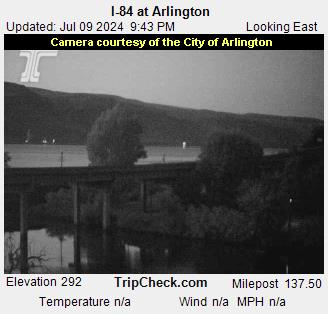 I-84 at Arlington
Updated: Jul 09 2024 9:43 PM Looking East
Camera courtesy of the City of Arlington
Elevation 292 TripCheck.com Milepost 137.50
Temperature n/a Wind n/a MPH n/a